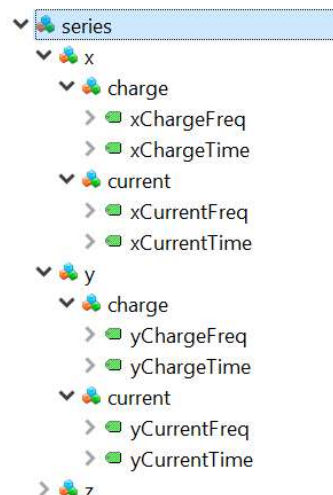 series
x
charge
xChargeFreq
xChargeTime
current
xCurrentFreq
xCurrentTime
y
charge
yChargeFreq
yChargeTime
current
yCurrentFreq
yCurrentTime
z